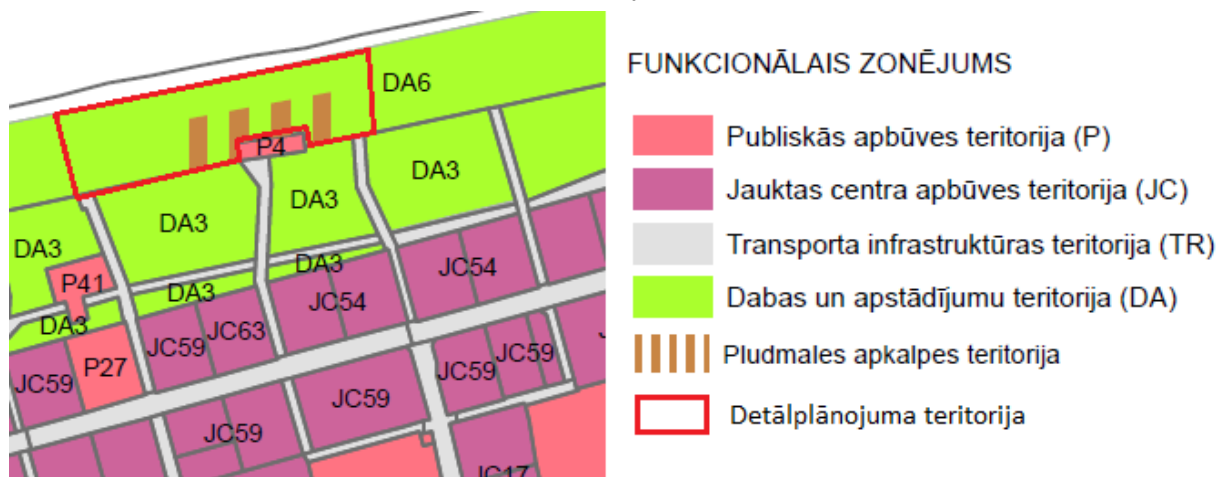 DA6
P4
DA3
DA3
DA3
DA3
P41
DA3
DA3
DA3
JC54
JC54
JC63
JC59
P27
JC59
JC59
JC59
JC59
JC59
JC17
FUNKCIONĀLAIS ZONĒJUMS
Publiskās apbūves teritorija (P)
Jauktas centra apbūves teritorija (JC)
Transporta infrastruktūras teritorija (TR)
Dabas un apstādījumu teritorija (DA)
Pludmales apkalpes teritorija
Detālplānojuma teritorija